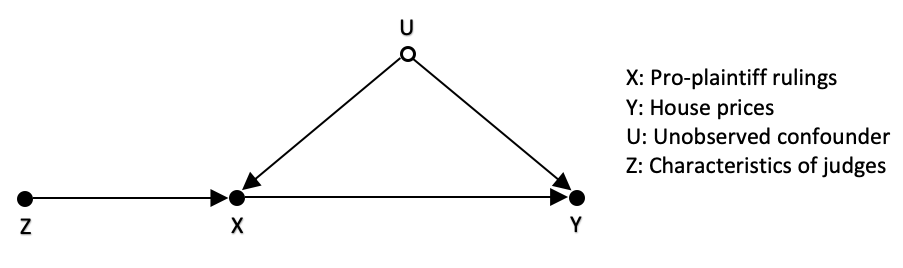 U
X: Pro-plaintiff rulings
Y: House prices
U: Unobserved confounder
Z: Characteristics of judges
Z
X
Y